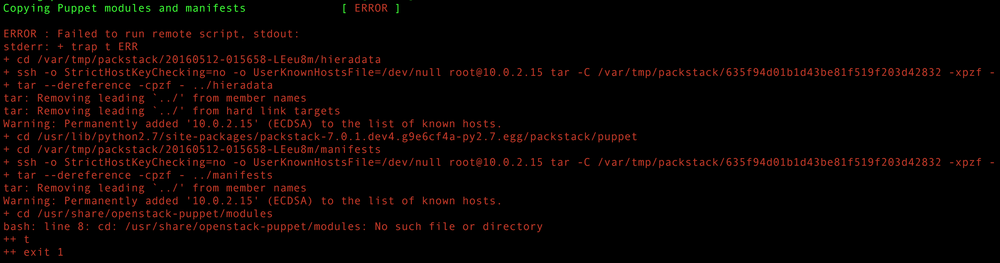 Copying Puppet modules and manifests [ ERROR ]
ERROR : Failed to run remote script, stdout:
stderr: + trap t ERR
+ cd /var/tmp/packstack/20160512-015658-LEeu8m/hieradata
+ ssh -o StrictHostKeyChecking=no -o UserKnownHostsFile=/dev/null root@10.0.2.15 tar -C /var/tmp/packstack/635f94d01b1d43be81f519f203d42832 -xpzf -
+ tar --dereference -cpzf - ../hieradata
tar: Removing leading `../' from member names
tar: Removing leading `../' from hard link targets
Warning: Permanently added '10.0.2.15' (ECDSA) to the list of known hosts.
+ cd /usr/lib/python2.7/site-packages/packstack-7.0.1.dev4.g9e6cf4a-py2.7.egg/packstack/puppet
+ cd /var/tmp/packstack/20160512-015658-LEeu8m/manifests
+ ssh -o StrictHostKeyChecking=no -o UserKnownHostsFile=/dev/null root@10.0.2.15 tar -C /var/tmp/packstack/635f94d01b1d43be81f519f203d42832 -xpzf -
+ tar --dereference -cpzf - ../manifests
tar: Removing leading `../' from member names
Warning: Permanently added '10.0.2.15' (ECDSA) to the list of known hosts.
+ cd /usr/share/openstack-puppet/modules
bash: line 8: cd: /usr/share/openstack-puppet/modules: No such file or directory
++ t
++ exit 1